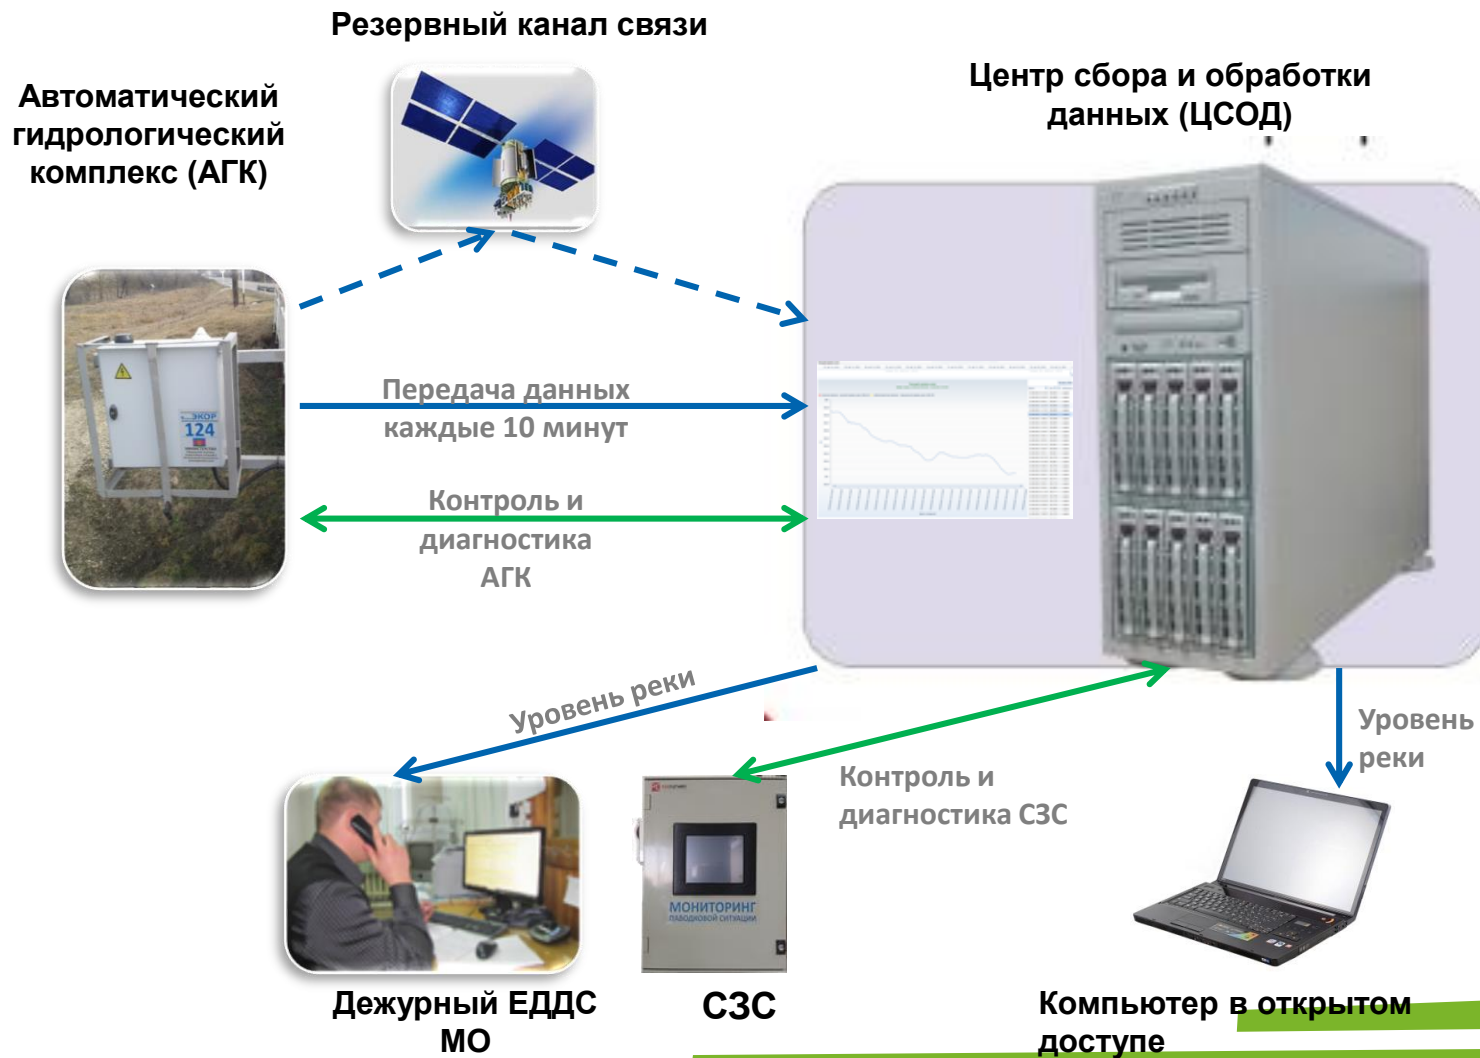 Резервный канал связи
Автоматический
гидрологический
комплекс (АГК)
Центр сбора и обработки
данных (ЦСОД)
ЭКОР
124
Передача данных
каждые 10 минут
Контроль и
диагностика
АГК
Уровень реки
Контроль и
диагностика СЗС
Уровень
реки
МОНИТОРИНГ
ПАВОДКОВОЙ СИТУАЦИИ
Дежурный ЕДДС
МО
СЗС
Компьютер в открытом
доступе